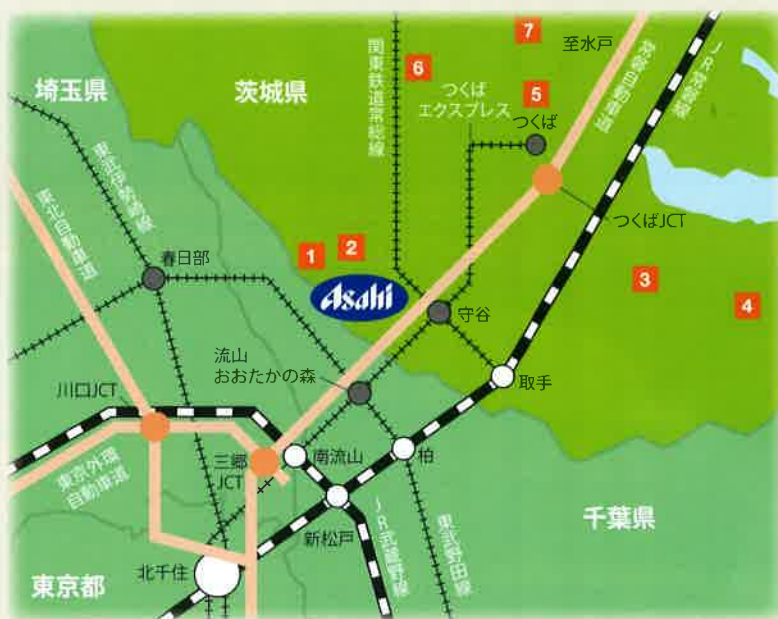 7
至水戸
6
関東鉄道常総線
埼玉県
茨城県
つくば
エクスプレス
5
つくば
常磐自動車道
JR常磐線
東武伊勢崎線
東北自動車道
つくばJCT
春日部
1
2
3
4
Asahi
守谷
流山
おおたかの森
取手
川口JCT
三郷
JCT
南流山
柏
東京外環
自動車道
新松戸
JR武蔵野線
東武野田線
千葉県
北千住
東京都